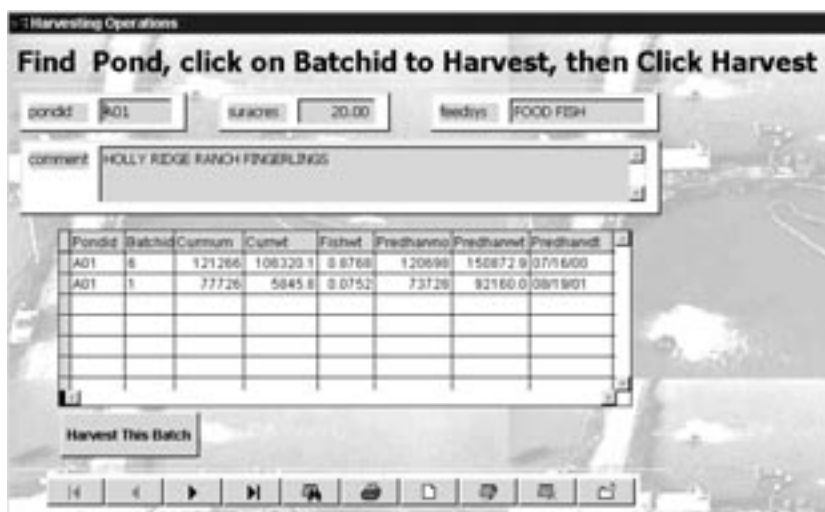 Harvesting Operations
Find Pond, click on Batchid to Harvest, then Click Harvest
pondid A01 suracres 20.00 feedsys FOOD FISH
comment HOLLY RIDGE RANCH FINGERLINGS
Pondid Batchid Curnum Curwt Fishwt Predharvno Predharvwt Predharvdt
A01 6 121266 106320.1 0.8768 120698 150872.9 07/16/00
A01 1 77726 5845.8 0.0752 73728 92160.0 08/19/01
Harvest This Batch